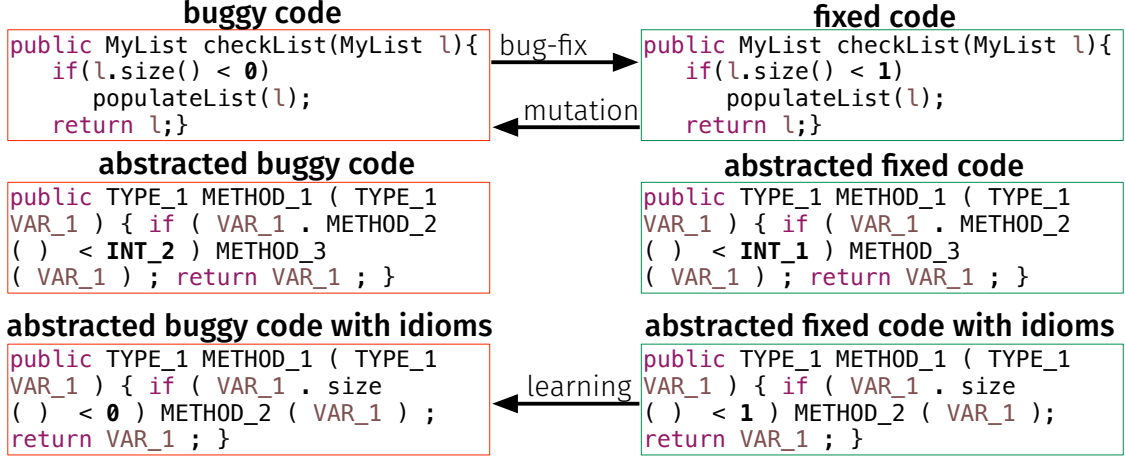 buggy code
public MyList checkList(MyList l){
if(l.size() < 0)
populateList(l);
return l;}
bug-fix
mutation
fixed code
public MyList checkList(MyList l){
if(l.size() < 1)
populateList(l);
return l;}
abstracted buggy code
public TYPE_1 METHOD_1 ( TYPE_1
VAR_1 ) { if ( VAR_1 . METHOD_2
( ) < INT_2 ) METHOD_3
( VAR_1 ) ; return VAR_1 ; }
abstracted fixed code
public TYPE_1 METHOD_1 ( TYPE_1
VAR_1 ) { if ( VAR_1 . METHOD_2
( ) < INT_1 ) METHOD_3
( VAR_1 ) ; return VAR_1 ; }
abstracted buggy code with idioms
public TYPE_1 METHOD_1 ( TYPE_1
VAR_1 ) { if ( VAR_1 . size
( ) < 0 ) METHOD_2 ( VAR_1 ) ;
return VAR_1 ; }
learning
abstracted fixed code with idioms
public TYPE_1 METHOD_1 ( TYPE_1
VAR_1 ) { if ( VAR_1 . size
( ) < 1 ) METHOD_2 ( VAR_1 );
return VAR_1 ; }